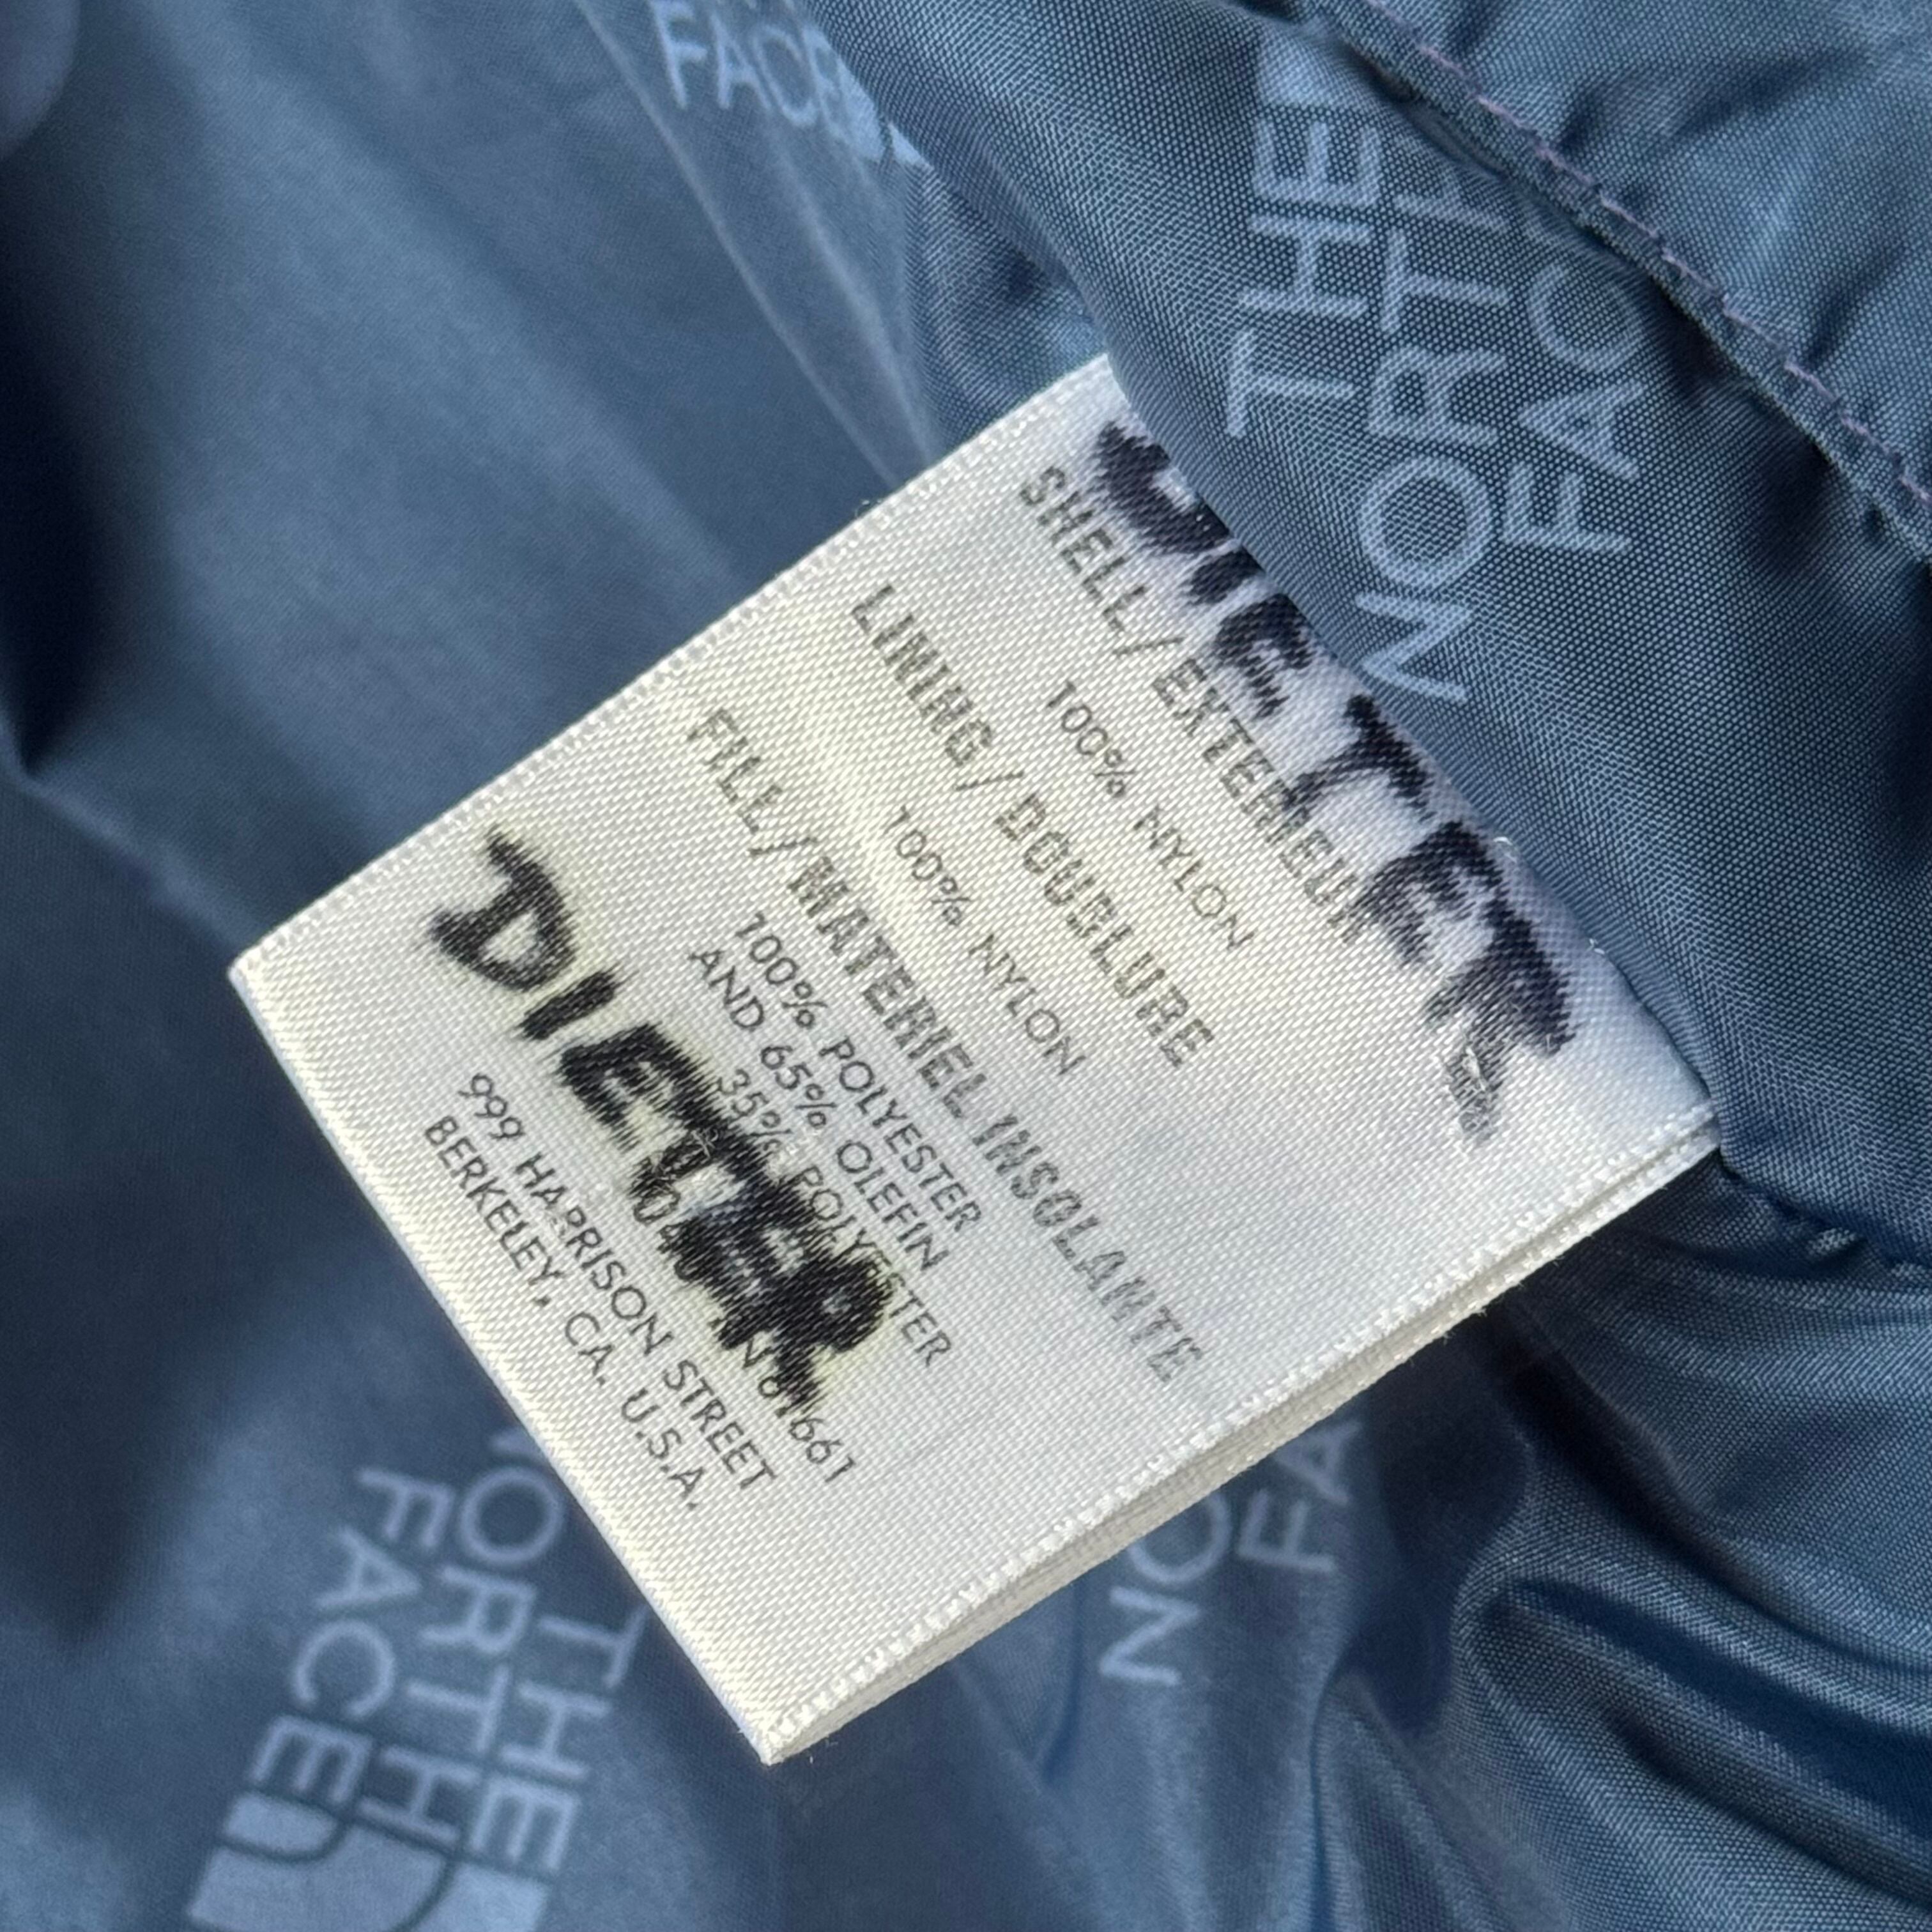 DIETER
SHELL/EXTERIEUR
100% NYLON
LINING/DOUBLURE
100% NYLON
FILL/MATERIEL INSOLANTE
100% POLYESTER
AND 65% OLEFIN
35% POLYESTER
DIETER
999 HARRISON STREET
BERKELEY, CA. U.S.A.
FACE
THE
NORTH
FACE
THE
NORTH
FACE